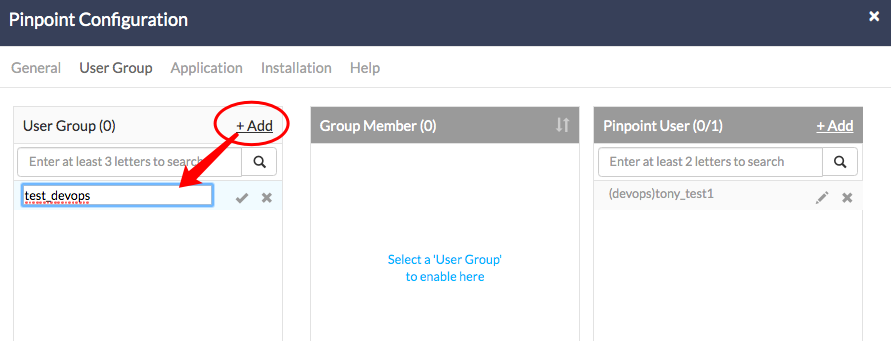 Pinpoint Configuration
General User Group Application Installation Help
User Group (0) + Add
Enter at least 3 letters to search
test_devops
Group Member (0)
Select a 'User Group'
to enable here
Pinpoint User (0/1) + Add
Enter at least 2 letters to search
(devops)tony_test1